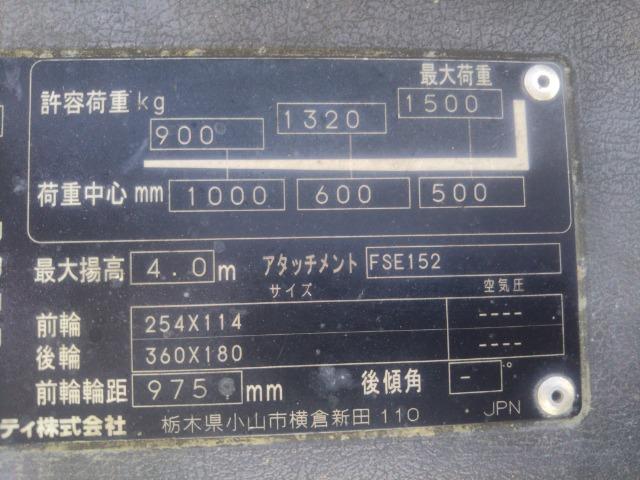 最大荷重
許容荷重 kg
900 1320 1500
荷重中心 mm 1000 600 500
最大揚高 4.0 m アタッチメント FSE152
サイズ 空気圧
前輪 254X114 ----
後輪 360X180 ----
前輪輪距 975. mm 後傾角 - °
ティ株式会社 栃木県小山市横倉新田 110 JPN